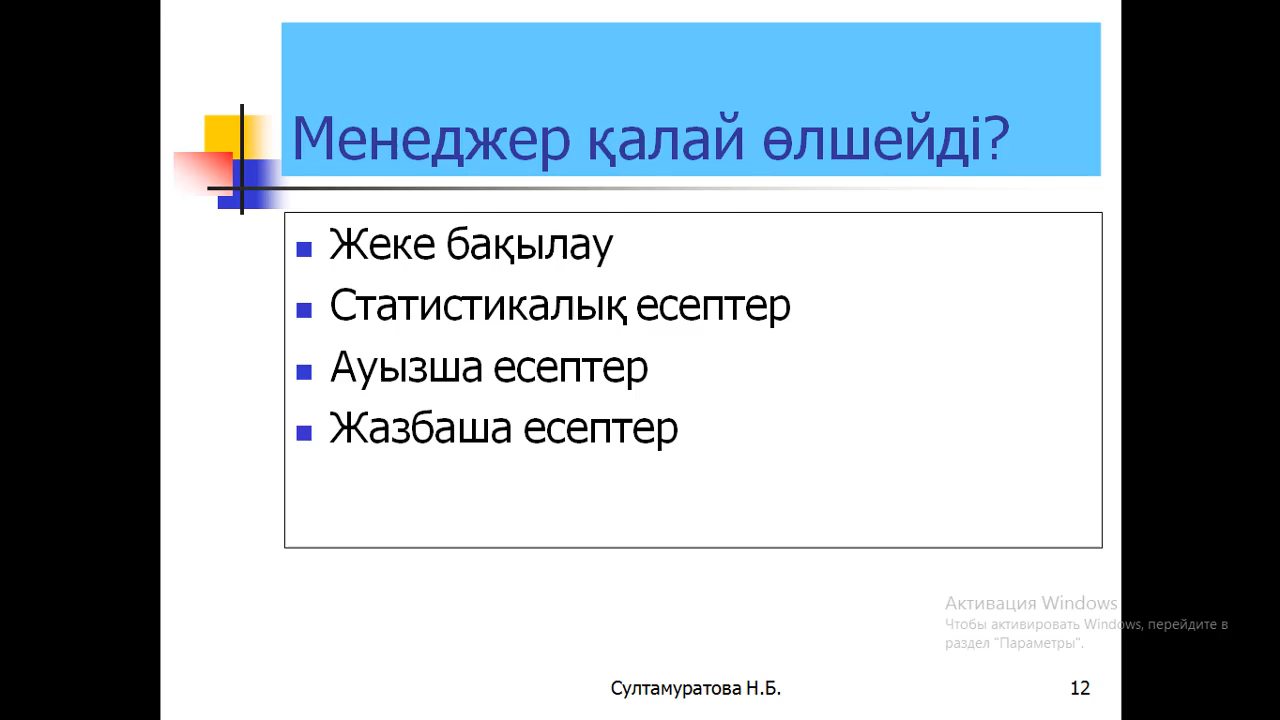 Менеджер қалай өлшейді?
Жеке бақылау
Статистикалық есептер
Ауызша есептер
Жазбаша есептер
Активация Windows
Чтобы активировать Windows, перейдите в
раздел "Параметры".
Султамуратова Н.Б.
12